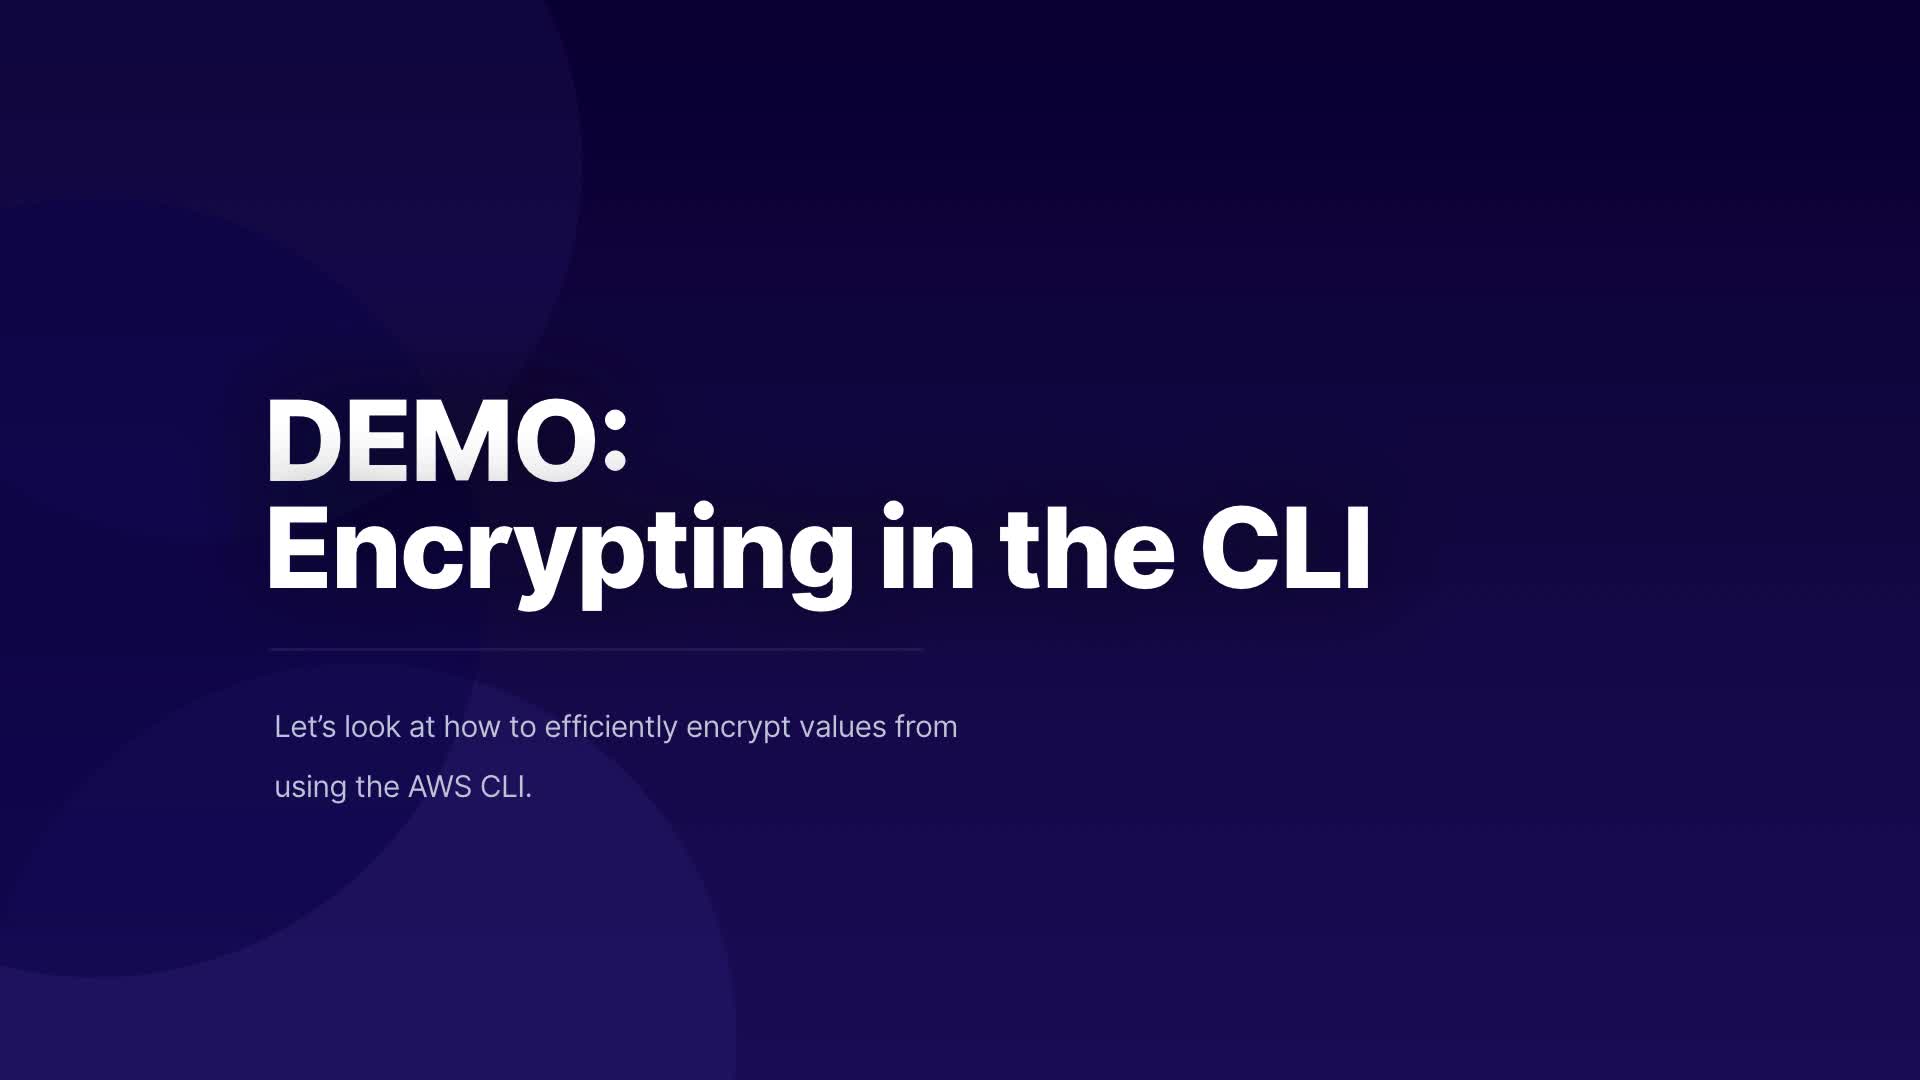 DEMO:
Encrypting in the CLI
Let’s look at how to efficiently encrypt values from
using the AWS CLI.